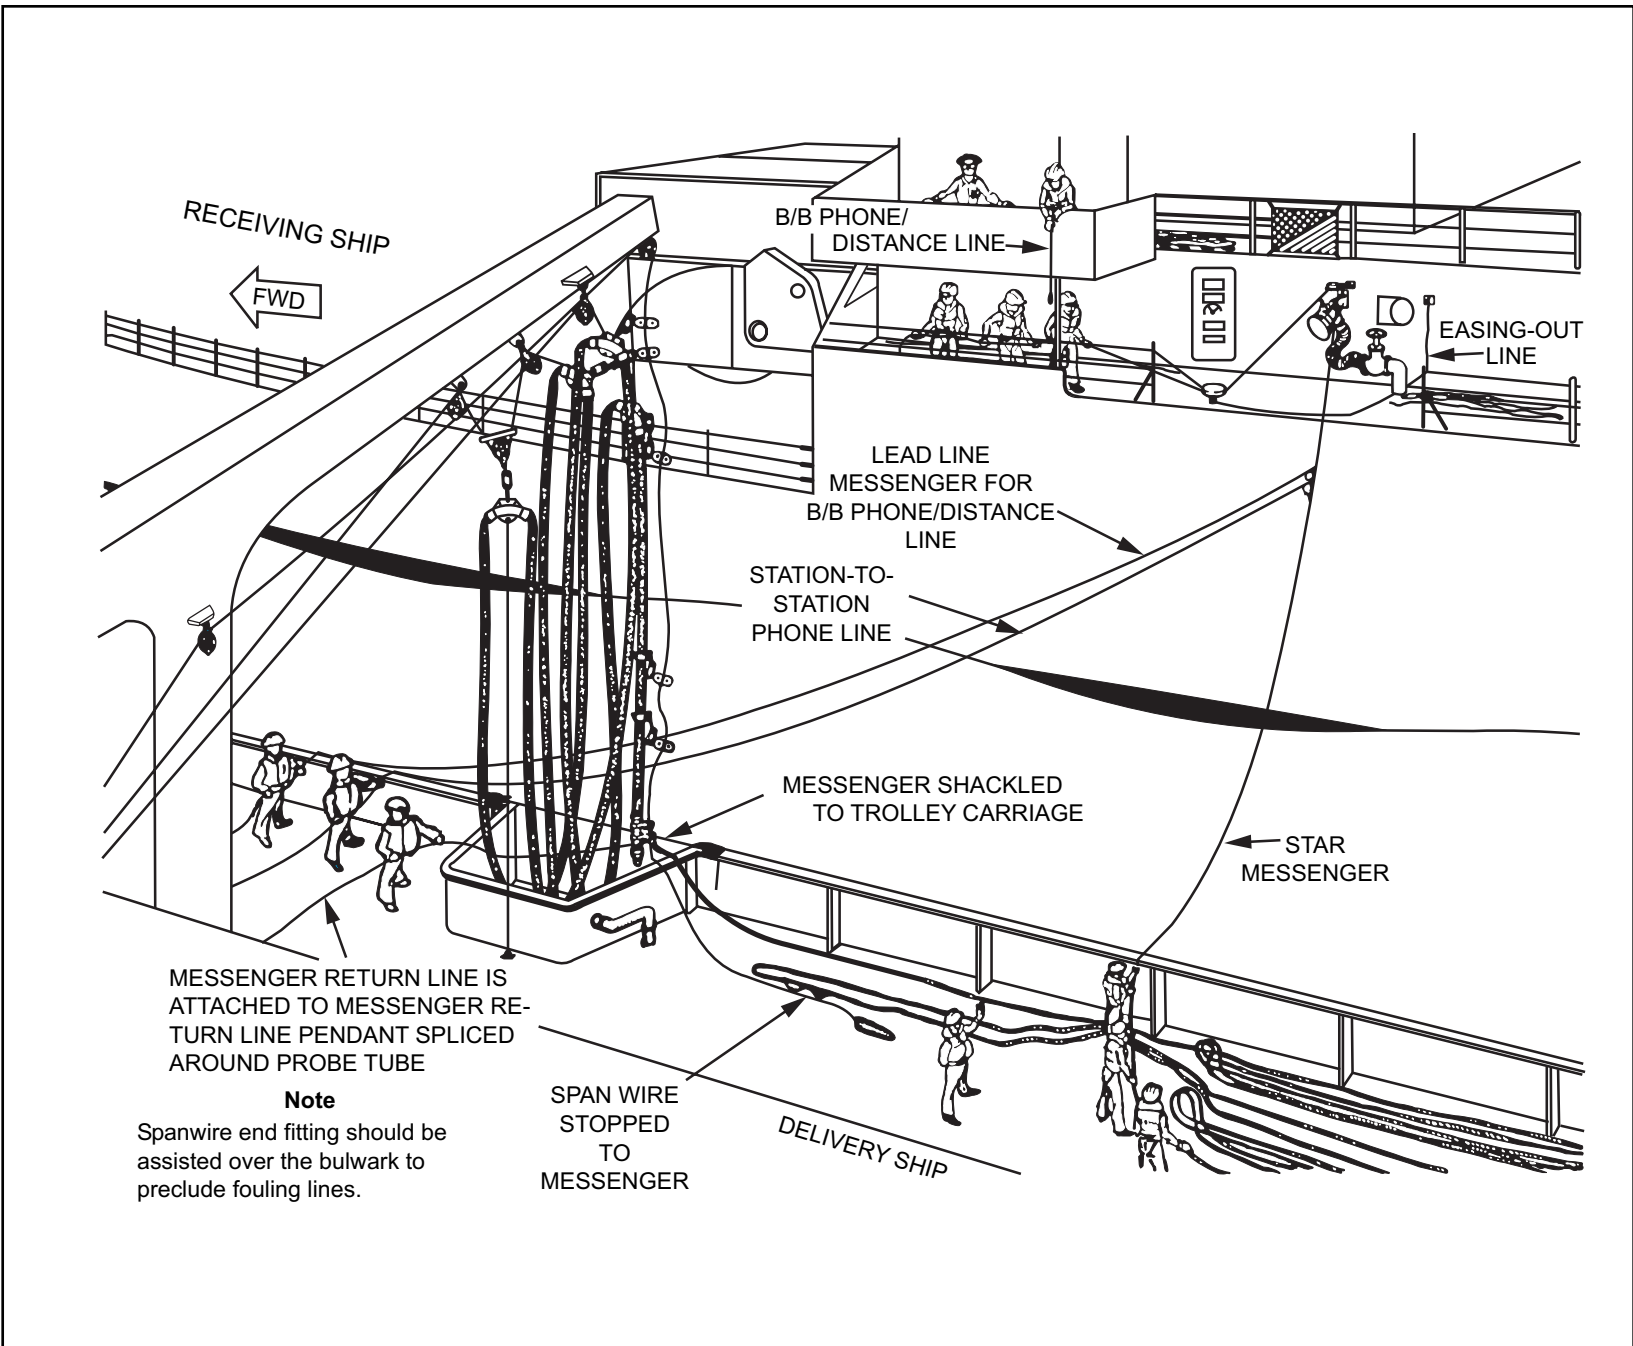 RECEIVING SHIP
FWD
B/B PHONE/
DISTANCE LINE
EASING-OUT
LINE
LEAD LINE
MESSENGER FOR
B/B PHONE/DISTANCE
LINE
STATION-TO-
STATION
PHONE LINE
MESSENGER SHACKLED
TO TROLLEY CARRIAGE
STAR
MESSENGER
MESSENGER RETURN LINE IS
ATTACHED TO MESSENGER RE-
TURN LINE PENDANT SPLICED
AROUND PROBE TUBE
Note
Spanwire end fitting should be
assisted over the bulwark to
preclude fouling lines.
SPAN WIRE
STOPPED
TO
MESSENGER
DELIVERY SHIP